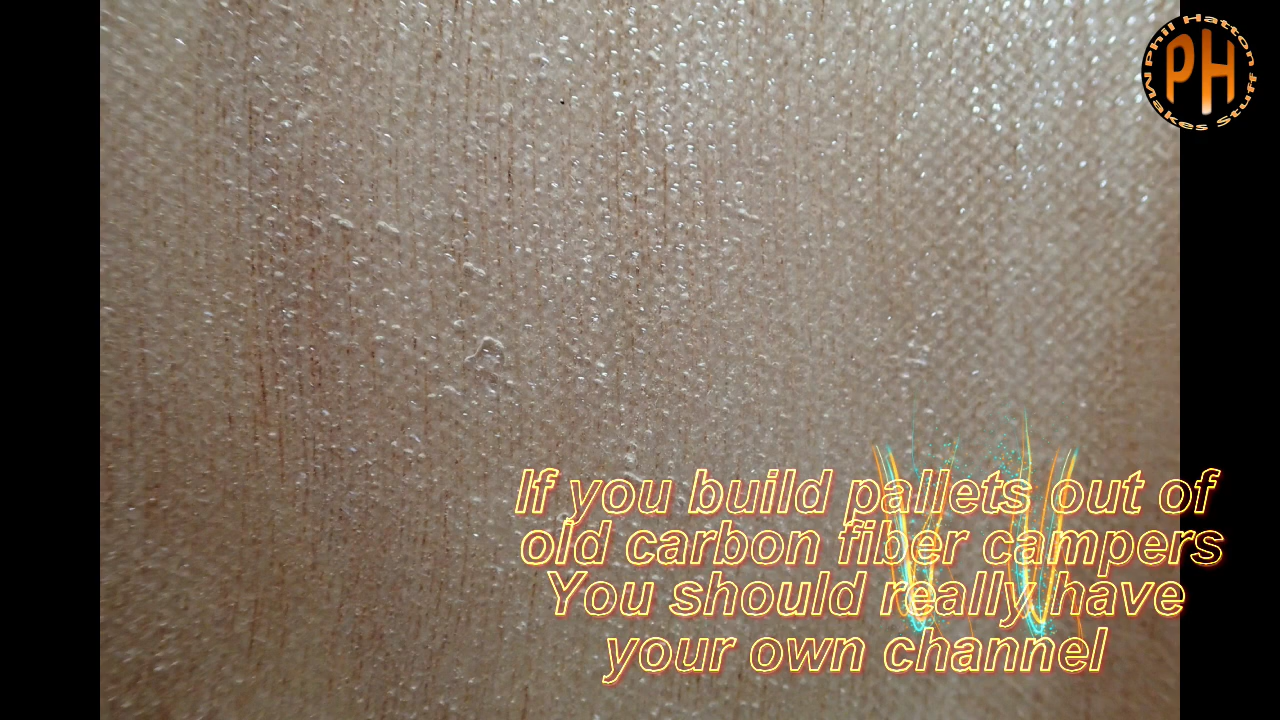 Phil Hatton
PH
Makes Stuff
If you build pallets out of
old carbon fiber campers
You should really have
your own channel